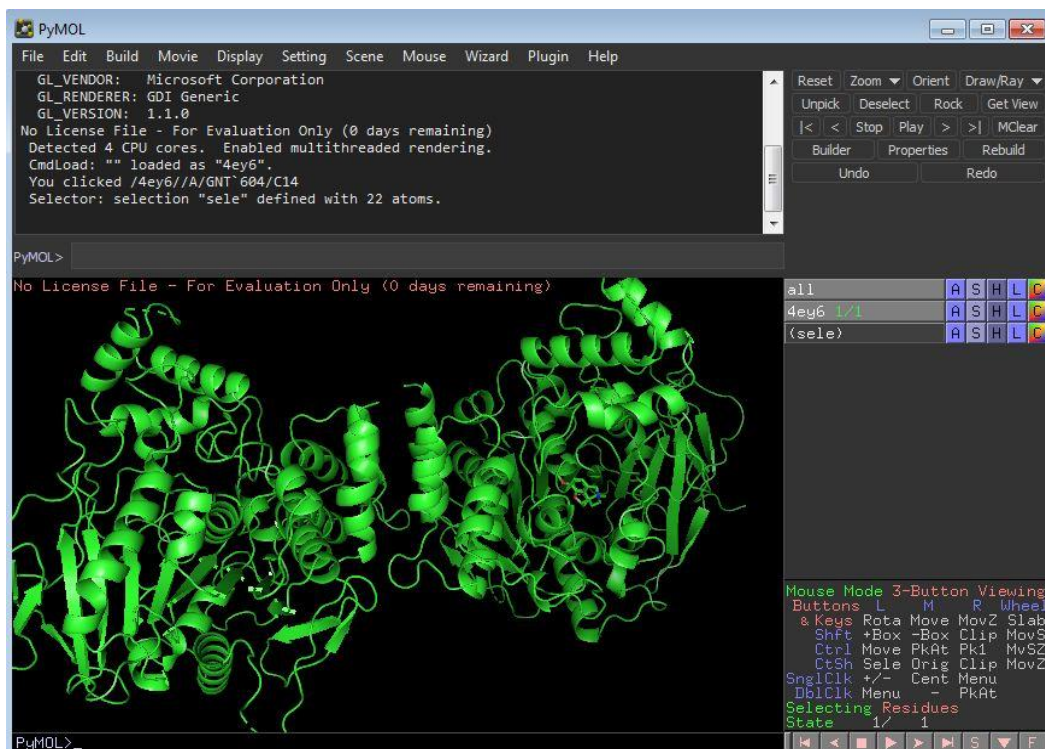 PyMOL
File Edit Build Movie Display Setting Scene Mouse Wizard Plugin Help
GL_VENDOR: Microsoft Corporation
GL_RENDERER: GDI Generic
GL_VERSION: 1.1.0
No License File - For Evaluation Only (0 days remaining)
Detected 4 CPU cores. Enabled multithreaded rendering.
CmdLoad: "" loaded as "4ey6".
You clicked /4ey6//A/GNT`604/C14
Selector: selection "sele" defined with 22 atoms.
Reset Zoom Orient Draw/Ray
Unpick Deselect Rock Get View
|< < Stop Play > >| MClear
Builder Properties Rebuild
Undo Redo
PyMOL>
No License File - For Evaluation Only (0 days remaining)
all A S H L C
4ey6 1/1 A S H L C
(sele) A S H L C
Mouse Mode 3-Button Viewing
Buttons L M R Wheel
& Keys Rota Move MovZ Slab
Shft +Box -Box Clip MovS
Ctrl Move PkAt Pk1 MvSZ
CtSh Sele Orig Clip MovZ
SnglClk +/- Cent Menu
DblClk Menu - PkAt
Selecting Residues
State 1/ 1
PyMOL>_
S F